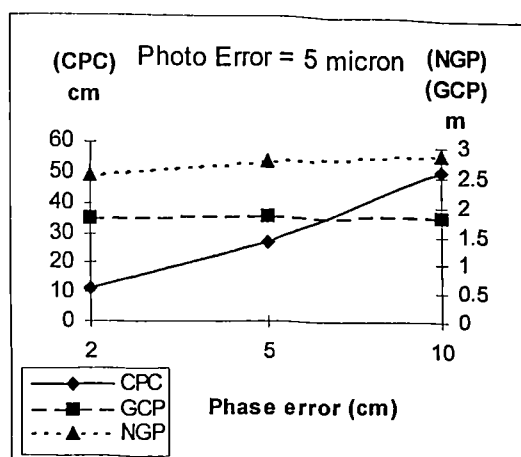 (CPC) Photo Error = 5 micron (NGP)
cm (GCP)
m
60 3
50 2.5
40 2
30 1.5
20 1
10 0.5
0 0
2 5 10
CPC
GCP
NGP
Phase error (cm)